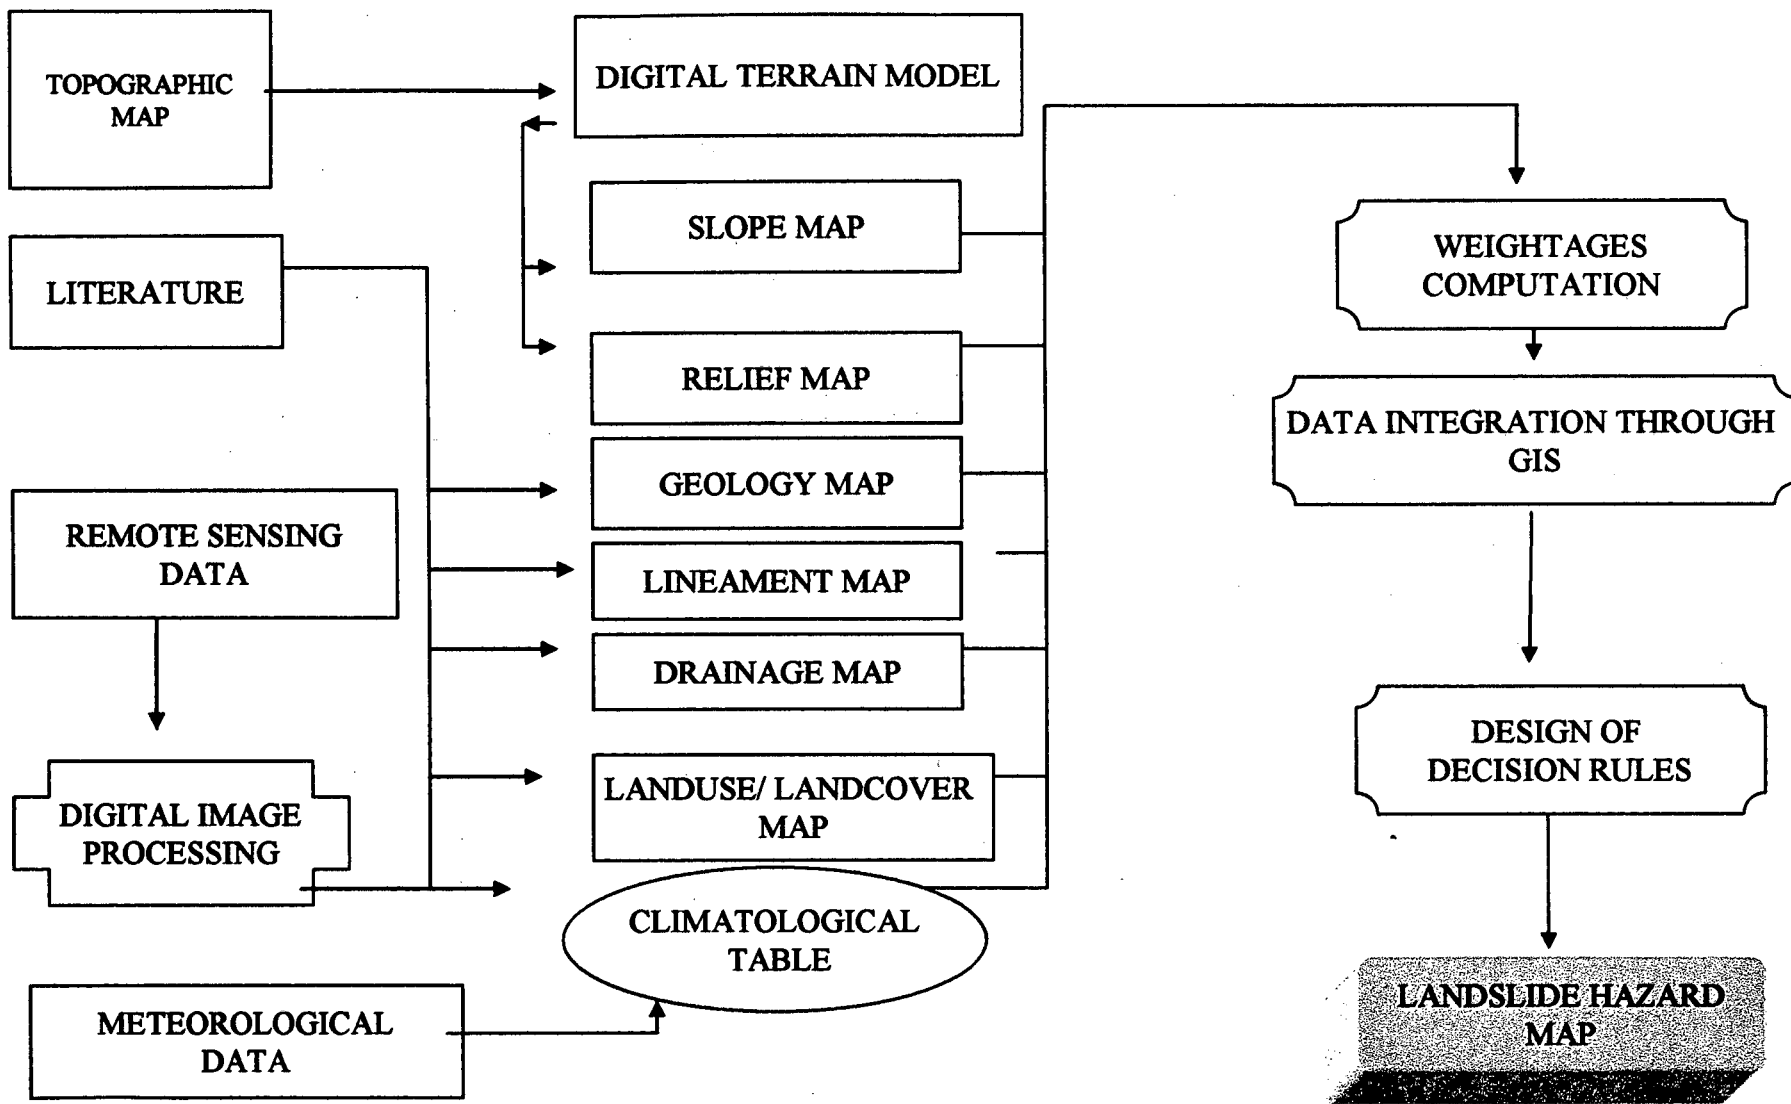 TOPOGRAPHIC
MAP
LITERATURE
REMOTE SENSING
DATA
DIGITAL IMAGE
PROCESSING
METEOROLOGICAL
DATA
DIGITAL TERRAIN MODEL
SLOPE MAP
RELIEF MAP
GEOLOGY MAP
LINEAMENT MAP
DRAINAGE MAP
LANDUSE/ LANDCOVER
MAP
CLIMATOLOGICAL
TABLE
WEIGHTAGES
COMPUTATION
DATA INTEGRATION THROUGH
GIS
DESIGN OF
DECISION RULES
LANDSLIDE HAZARD
MAP